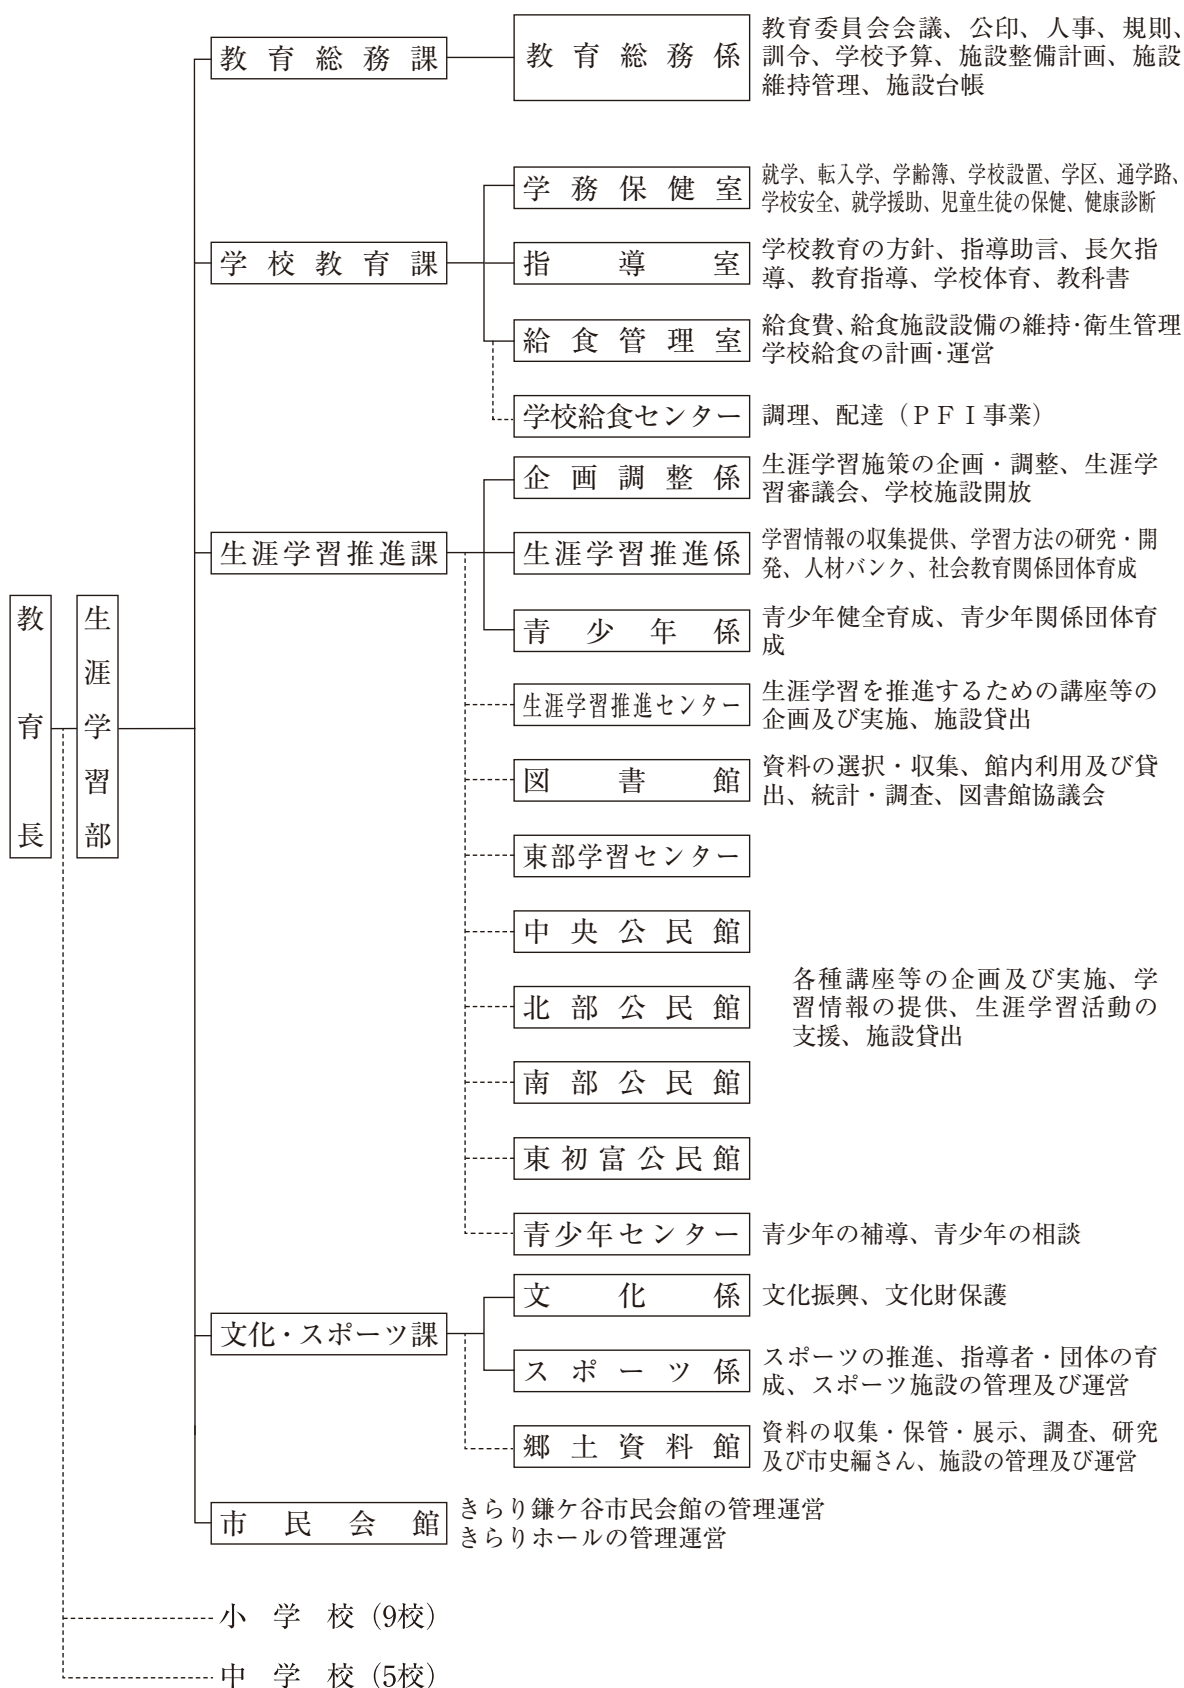 教育長
生涯学習部
教育総務課
教育総務係
教育委員会会議、公印、人事、規則、
訓令、学校予算、施設整備計画、施設
維持管理、施設台帳
学校教育課
学務保健室
就学、転入学、学齢簿、学校設置、学区、通学路、
学校安全、就学援助、児童生徒の保健、健康診断
指導室
学校教育の方針、指導助言、長欠指
導、教育指導、学校体育、教科書
給食管理室
給食費、給食施設設備の維持・衛生管理
学校給食の計画・運営
学校給食センター
調理、配達（ＰＦＩ事業）
生涯学習推進課
企画調整係
生涯学習施策の企画・調整、生涯学
習審議会、学校施設開放
生涯学習推進係
学習情報の収集提供、学習方法の研究・開
発、人材バンク、社会教育関係団体育成
青少年係
青少年健全育成、青少年関係団体育
成
生涯学習推進センター
生涯学習を推進するための講座等の
企画及び実施、施設貸出
図書館
資料の選択・収集、館内利用及び貸
出、統計・調査、図書館協議会
東部学習センター
中央公民館
北部公民館
南部公民館
東初富公民館
各種講座等の企画及び実施、学
習情報の提供、生涯学習活動の
支援、施設貸出
青少年センター
青少年の補導、青少年の相談
文化・スポーツ課
文化係
文化振興、文化財保護
スポーツ係
スポーツの推進、指導者・団体の育
成、スポーツ施設の管理及び運営
郷土資料館
資料の収集・保管・展示、調査、研究
及び市史編さん、施設の管理及び運営
市民会館
きらり鎌ケ谷市民会館の管理運営
きらりホールの管理運営
小学校（9校）
中学校（5校）